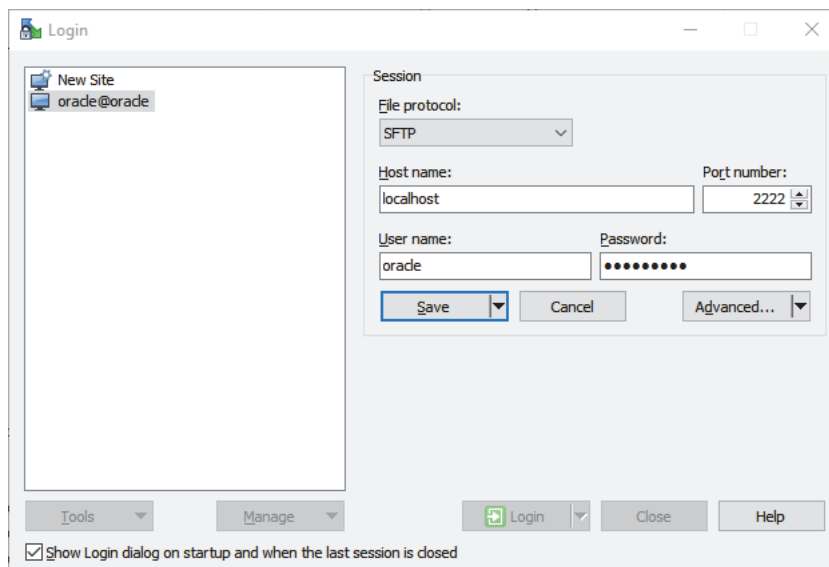 Login
New Site
oracle@oracle
Session
File protocol:
SFTP
Host name:
Port number:
localhost
2222
User name:
Password:
oracle
●●●●●●●●●
Save
Cancel
Advanced...
Tools
Manage
Login
Close
Help
Show Login dialog on startup and when the last session is closed